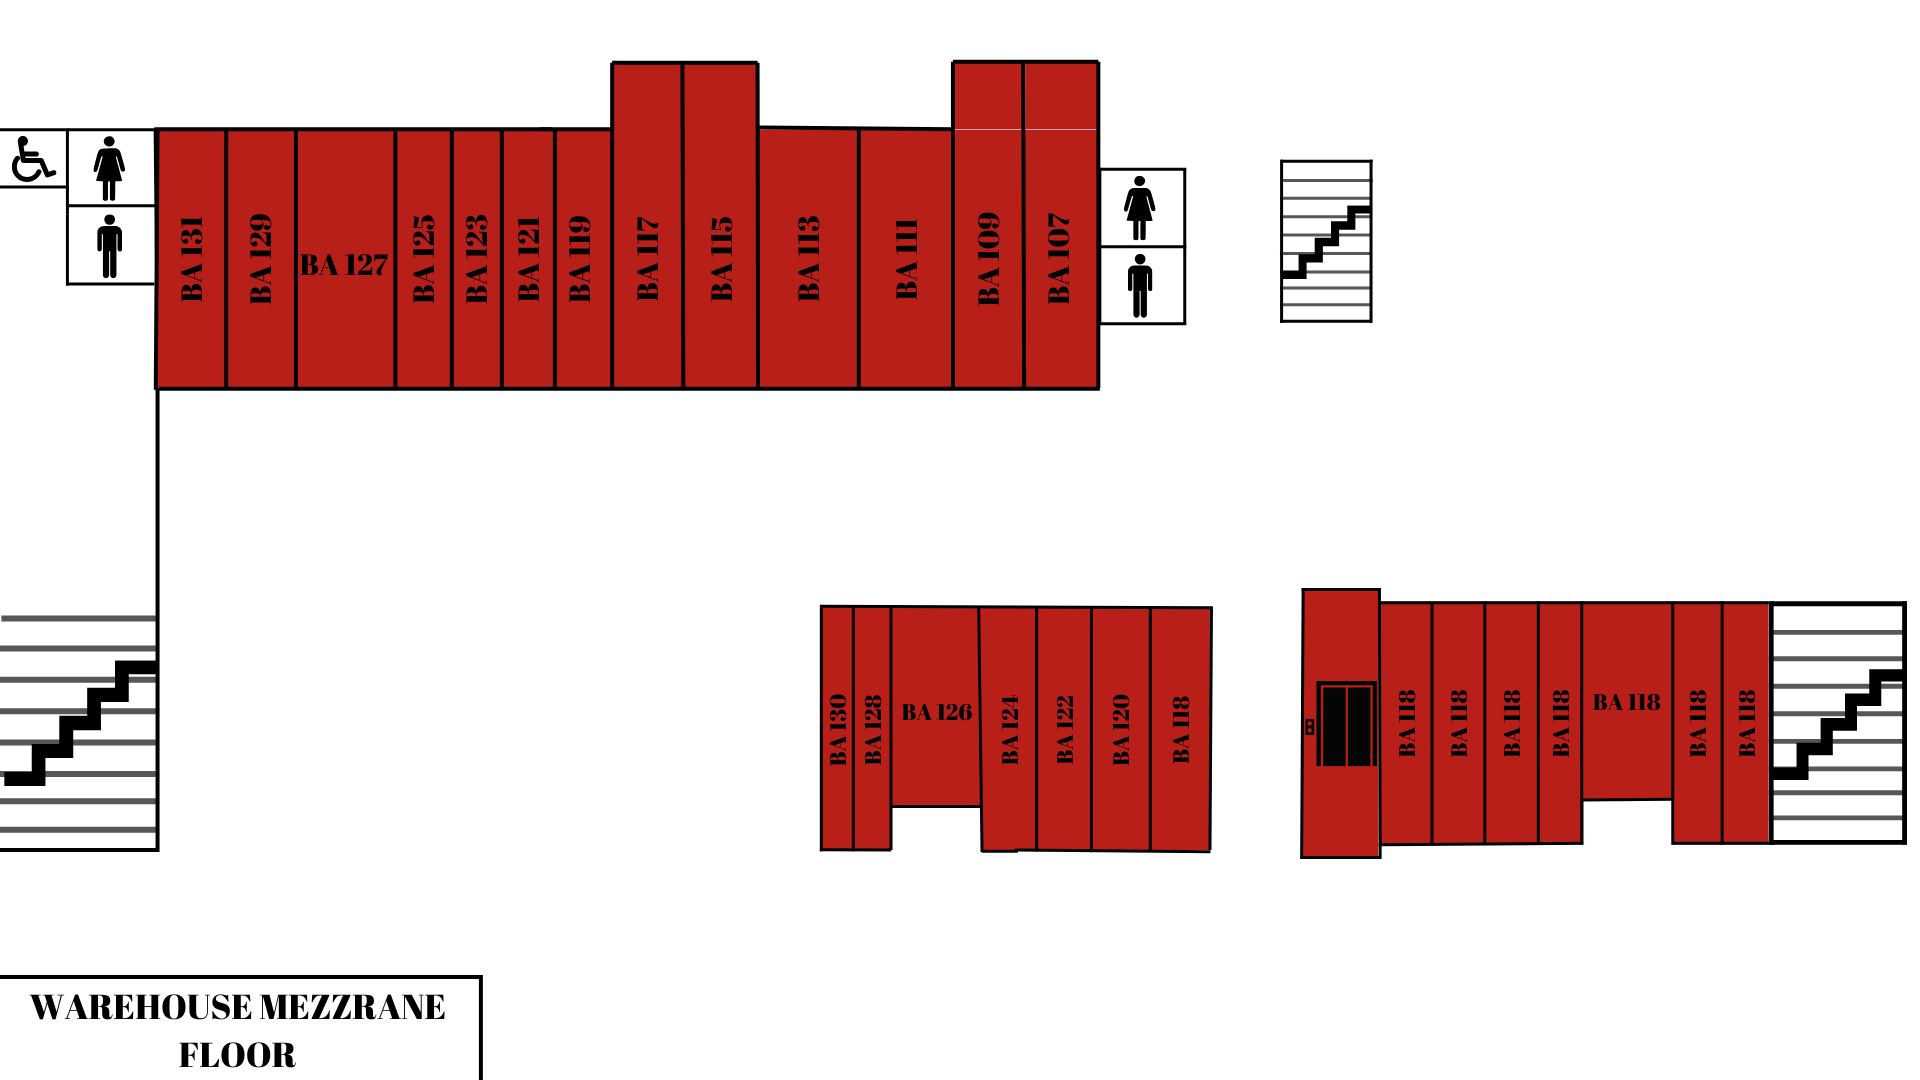 BA 131
BA 129
BA 127
BA 125
BA 123
BA 121
BA 119
BA 117
BA 115
BA 113
BA 111
BA 109
BA 107
BA 130
BA 128
BA 126
BA 124
BA 122
BA 120
BA 118
BA 118
BA 118
BA 118
BA 118
BA 118
BA 118
BA 118
WAREHOUSE MEZZRANE
FLOOR